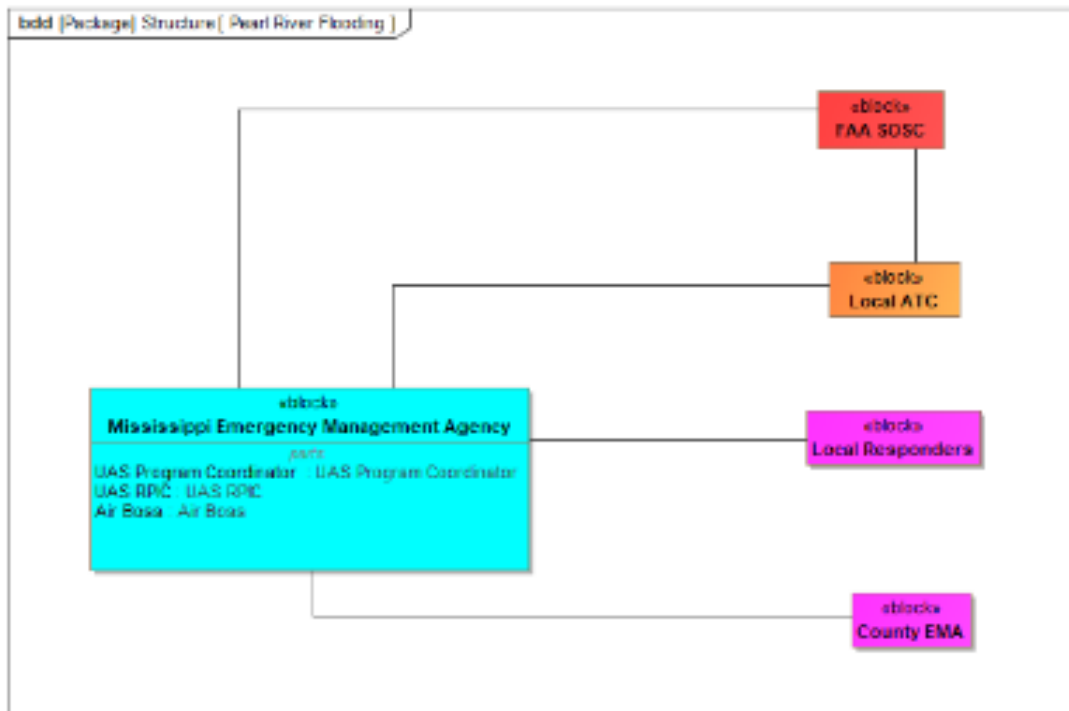 bdd [Package] Structure [ Pearl River Flooding ]
«block»
FAA SOSC
«block»
Local ATC
«block»
Mississippi Emergency Management Agency
parts
UAS Program Coordinator : UAS Program Coordinator
UAS RPIC : UAS RPIC
Air Boss : Air Boss
«block»
Local Responders
«block»
County EMA